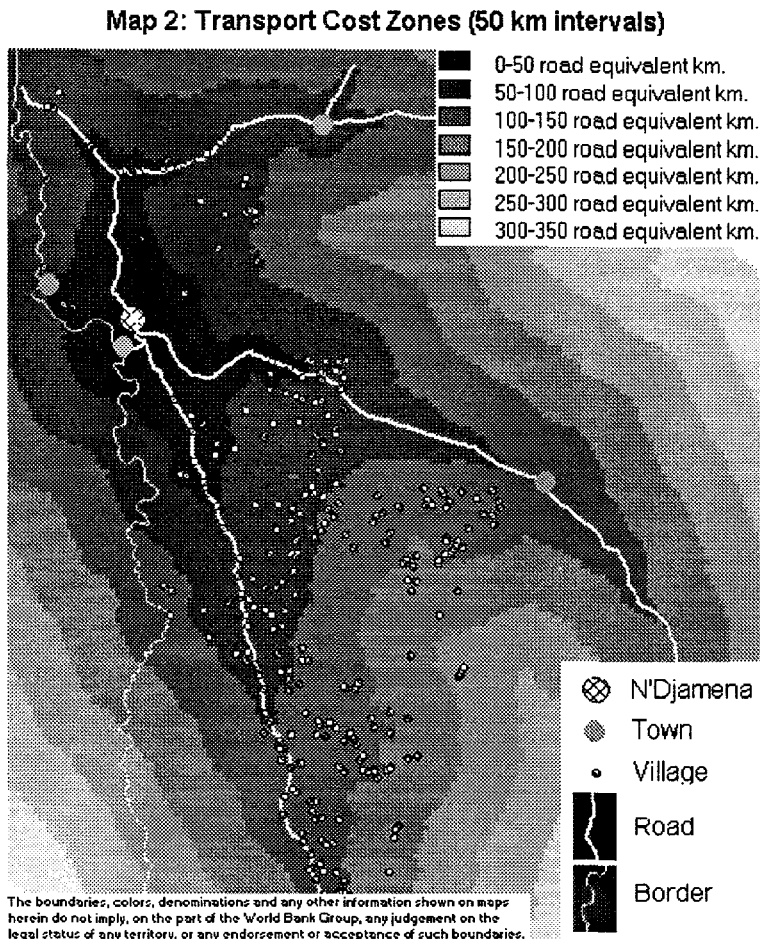 Map 2: Transport Cost Zones (50 km intervals)
0-50 road equivalent km.
50-100 road equivalent km.
100-150 road equivalent km.
150-200 road equivalent km.
200-250 road equivalent km.
250-300 road equivalent km.
300-350 road equivalent km.
N'Djamena
Town
Village
Road
Border
The boundaries, colors, denominations and any other information shown on maps
herein do not imply, on the part of the World Bank Group, any judgement on the
legal status of any territory, or any endorsement or acceptance of such boundaries.